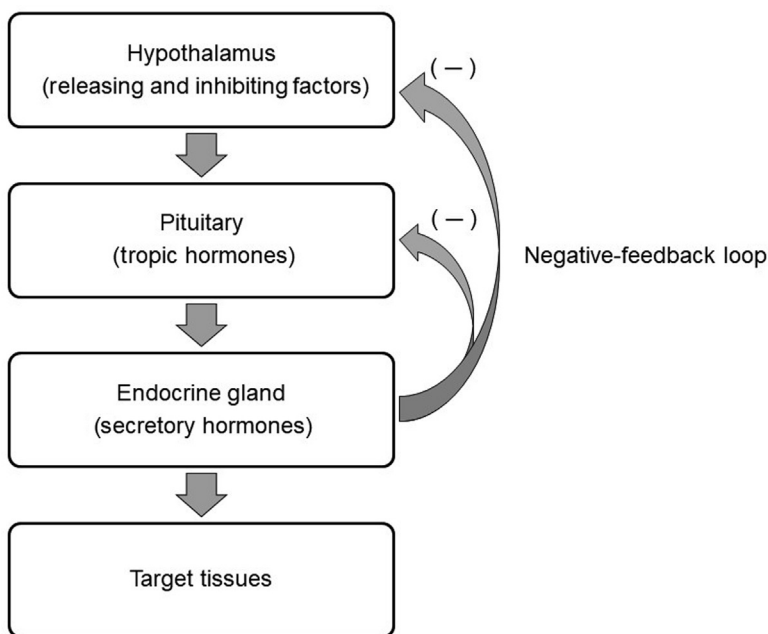 Hypothalamus
(releasing and inhibiting factors)
(—)
Pituitary
(tropic hormones)
(—)
Negative-feedback loop
Endocrine gland
(secretory hormones)
Target tissues